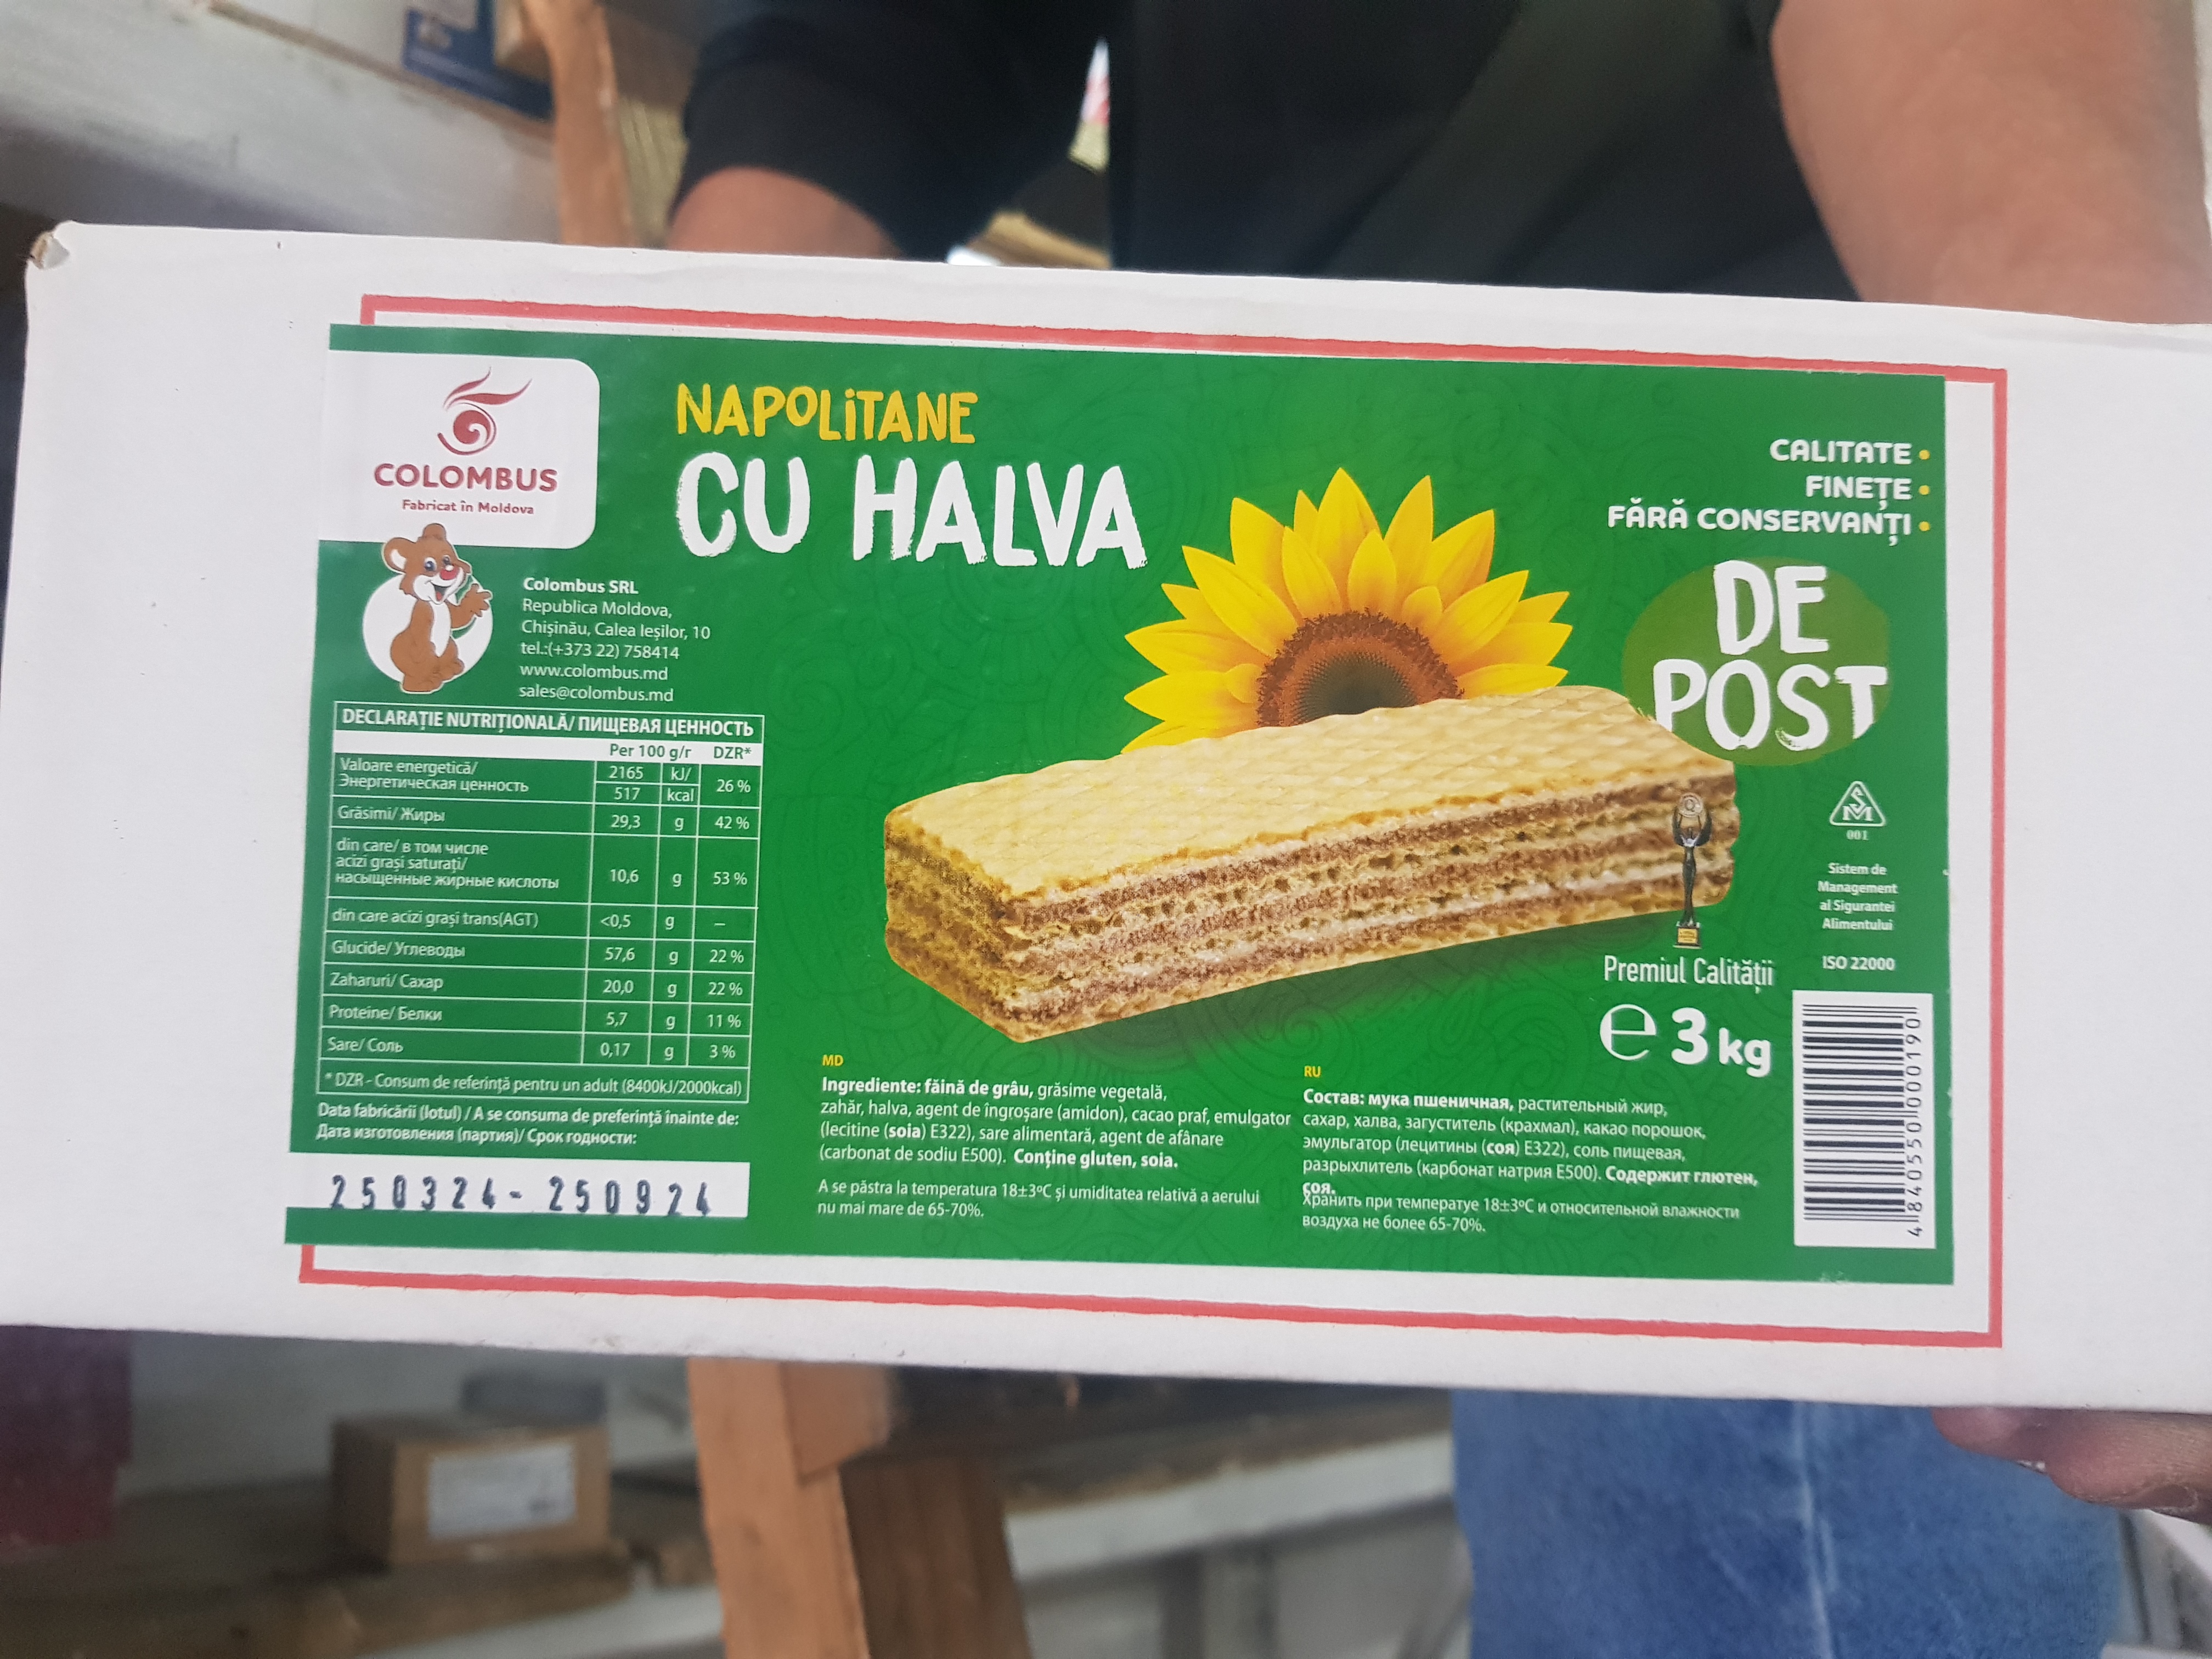 COLOMBUS
Fabricat în Moldova
NAPOLITANE
CU HALVA
CALITATE •
FINEȚE •
FĂRĂ CONSERVANȚI •
DE
POST
Colombus SRL
Republica Moldova,
Chișinău, Calea Ieșilor, 10
tel.:(+373 22) 758414
www.colombus.md
sales@colombus.md
DECLARAȚIE NUTRIȚIONALĂ/ ПИЩЕВАЯ ЦЕННОСТЬ
Per 100 g/r DZR*
Valoare energetică/
Энергетическая ценность
2165 kJ/
517 kcal
26 %
Grăsimi/ Жиры 29,3 g 42 %
din care/ в том числе
acizi grași saturați/
насыщенные жирные кислоты
10,6 g 53 %
din care acizi grași trans(AGT) <0,5 g –
Glucide/ Углеводы 57,6 g 22 %
Zaharuri/ Сахар 20,0 g 22 %
Proteine/ Белки 5,7 g 11 %
Sare/ Соль 0,17 g 3 %
* DZR - Consum de referință pentru un adult (8400kJ/2000kcal)
Data fabricării (lotul) / A se consuma de preferință înainte de:
Дата изготовления (партия)/ Срок годности:
250324- 250924
MD
Ingrediente: făină de grâu, grăsime vegetală,
zahăr, halva, agent de îngroșare (amidon), cacao praf, emulgator
(lecitine (soia) E322), sare alimentară, agent de afânare
(carbonat de sodiu E500). Conține gluten, soia.
A se păstra la temperatura 18±3ºC și umiditatea relativă a aerului
nu mai mare de 65-70%.
RU
Состав: мука пшеничная, растительный жир,
сахар, халва, загуститель (крахмал), какао порошок,
эмульгатор (лецитины (соя) E322), соль пищевая,
разрыхлитель (карбонат натрия E500). Содержит глютен,
соя.
Хранить при температуе 18±3ºC и относительной влажности
воздуха не более 65-70%.
Premiul Calității
e 3 kg
SM
001
Sistem de
Management
al Sigurantei
Alimentului
ISO 22000
4 840550 000190